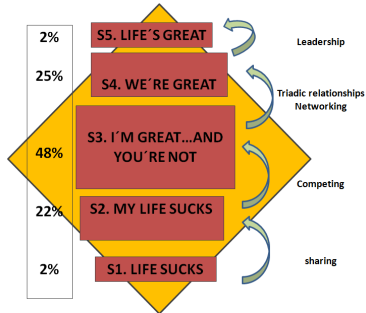 2%
S5. LIFE´S GREAT
Leadership
25%
S4. WE´RE GREAT
Triadic relationships
Networking
48%
S3. I´M GREAT…AND
YOU´RE NOT
Competing
22%
S2. MY LIFE SUCKS
sharing
2%
S1. LIFE SUCKS